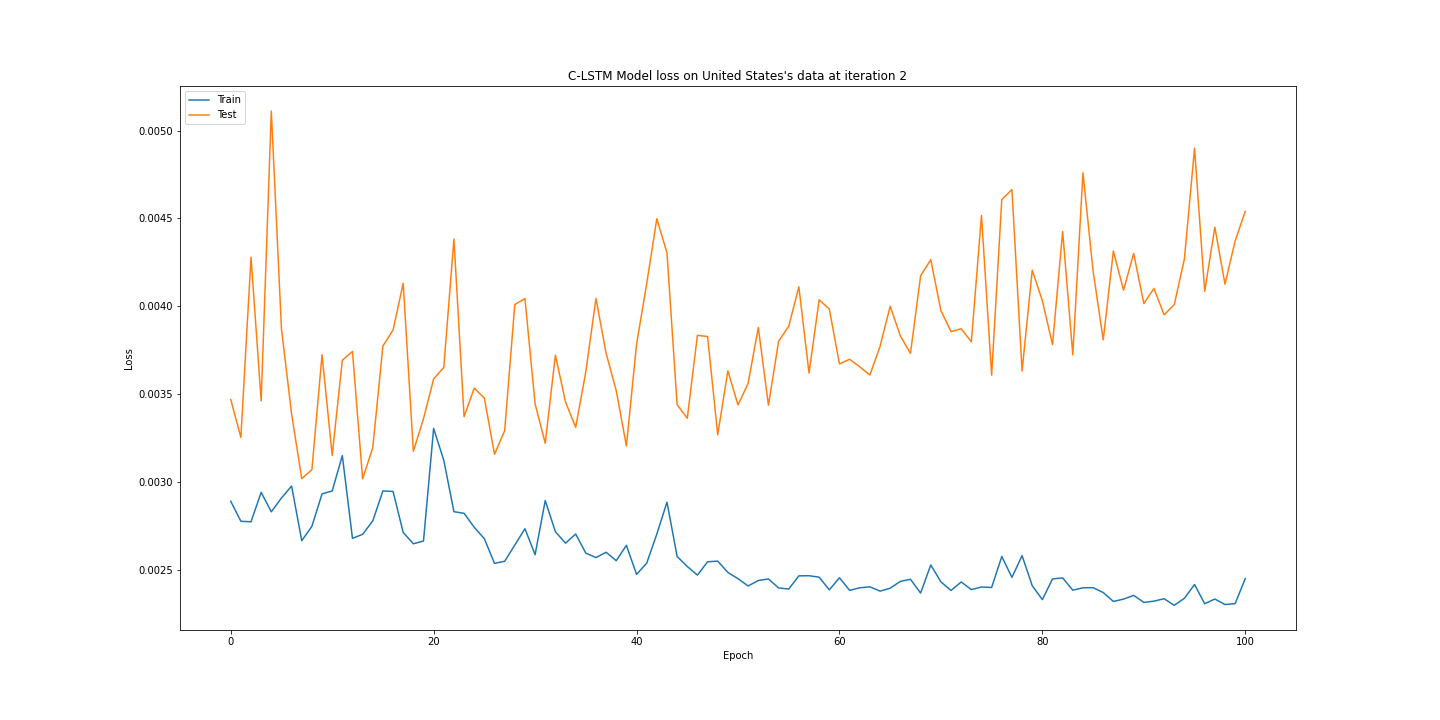 C-LSTM Model loss on United States's data at iteration 2
Train
Test
0.0050
0.0045
0.0040
0.0035
0.0030
0.0025
Loss
0 20 40 60 80 100
Epoch